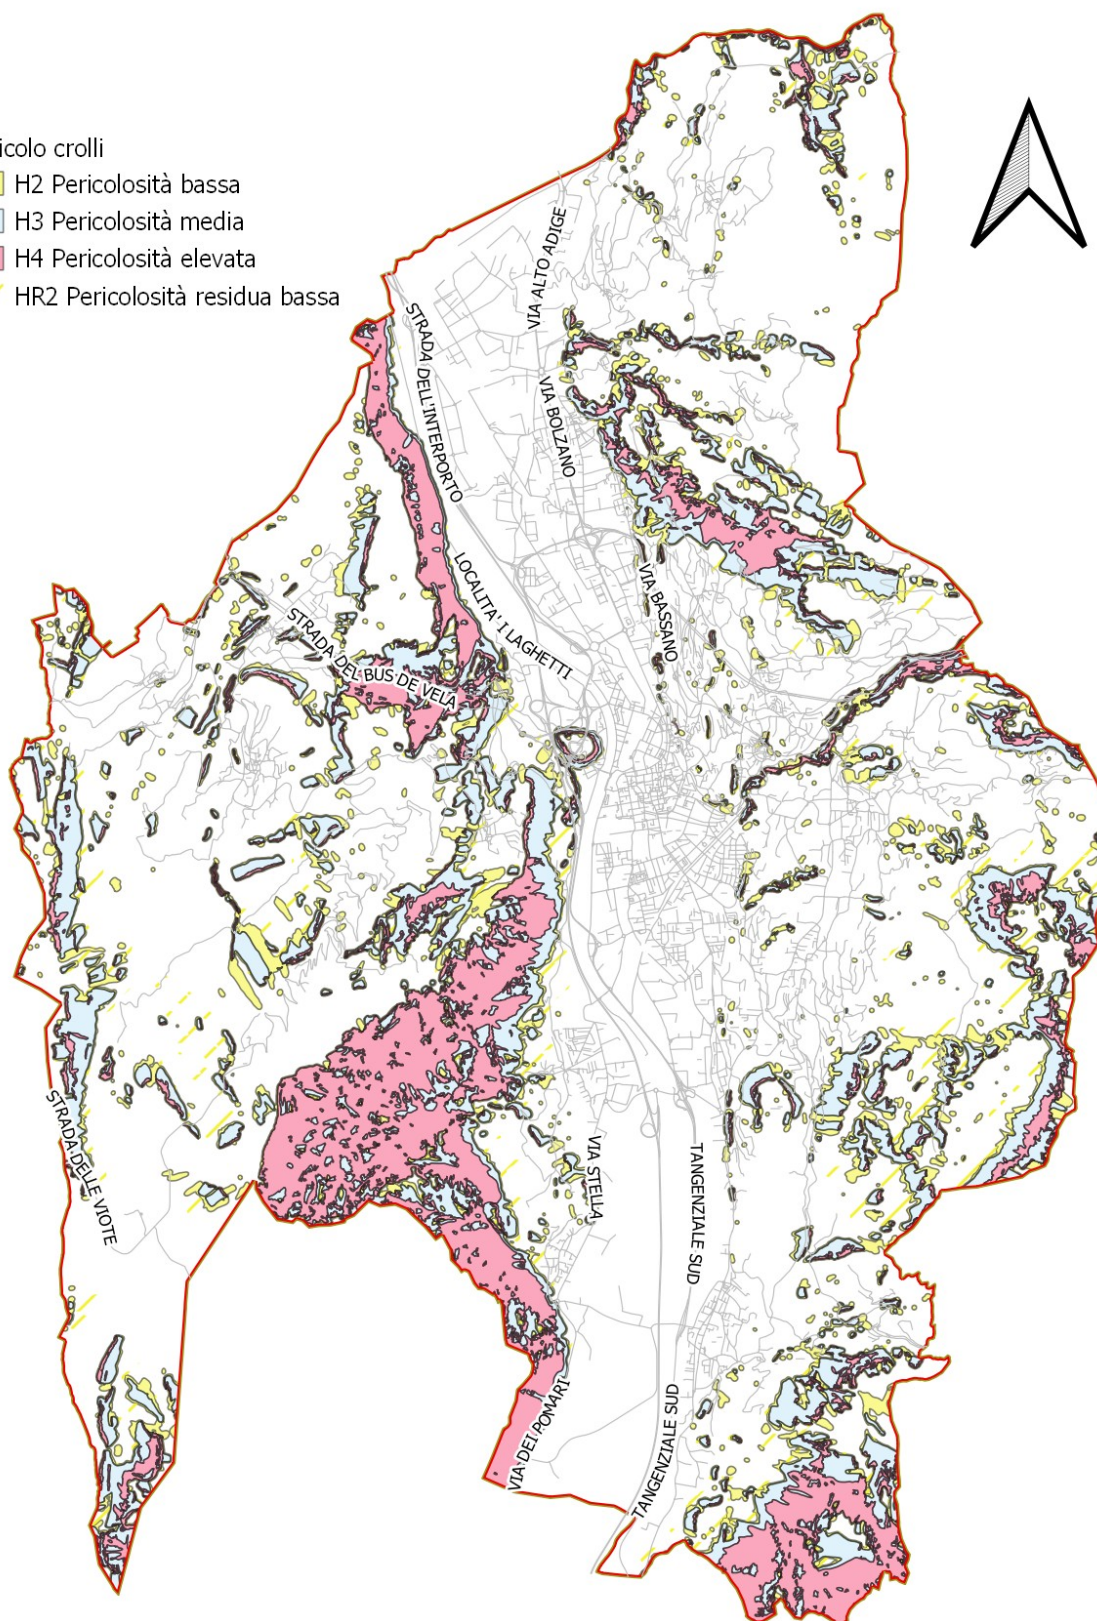 icolo crolli
H2 Pericolosità bassa
H3 Pericolosità media
H4 Pericolosità elevata
HR2 Pericolosità residua bassa
VIA ALTO ADIGE
STRADA DELL'INTERPORTO
VIA BOLZANO
LOCALITA' I LAGHETTI
VIA BASSANO
STRADA DEL BUS DE VELA
STRADA DELLE VIOTE
VIA STELLA
TANGENZIALE SUD
VIA DEI POMARI
TANGENZIALE SUD